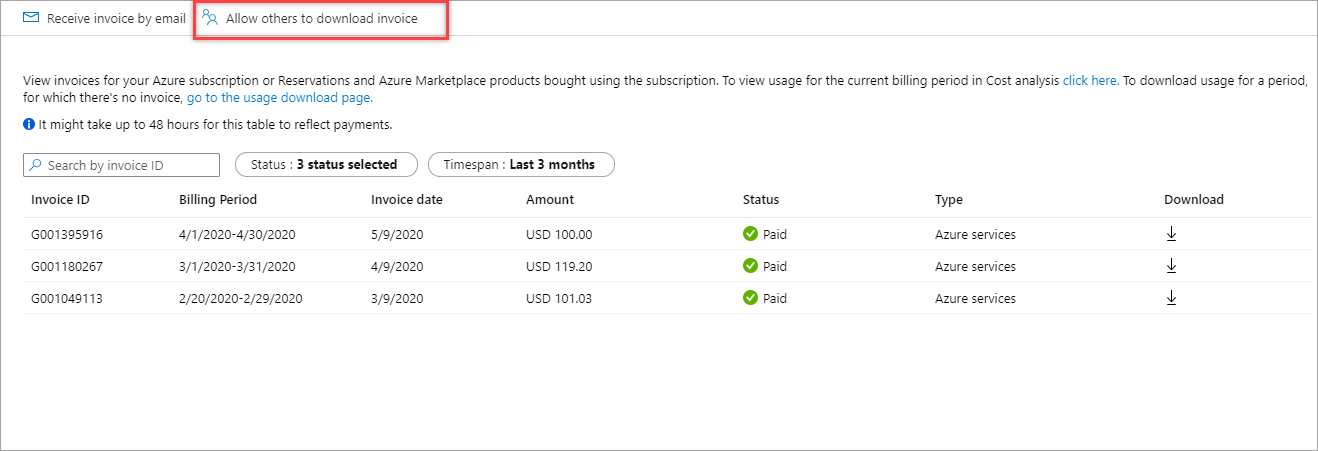 Receive invoice by email Allow others to download invoice
View invoices for your Azure subscription or Reservations and Azure Marketplace products bought using the subscription. To view usage for the current billing period in Cost analysis click here. To download usage for a period,
for which there's no invoice, go to the usage download page.
It might take up to 48 hours for this table to reflect payments.
Search by invoice ID Status : 3 status selected Timespan : Last 3 months
Invoice ID Billing Period Invoice date Amount Status Type Download
G001395916 4/1/2020-4/30/2020 5/9/2020 USD 100.00 Paid Azure services
G001180267 3/1/2020-3/31/2020 4/9/2020 USD 119.20 Paid Azure services
G001049113 2/20/2020-2/29/2020 3/9/2020 USD 101.03 Paid Azure services